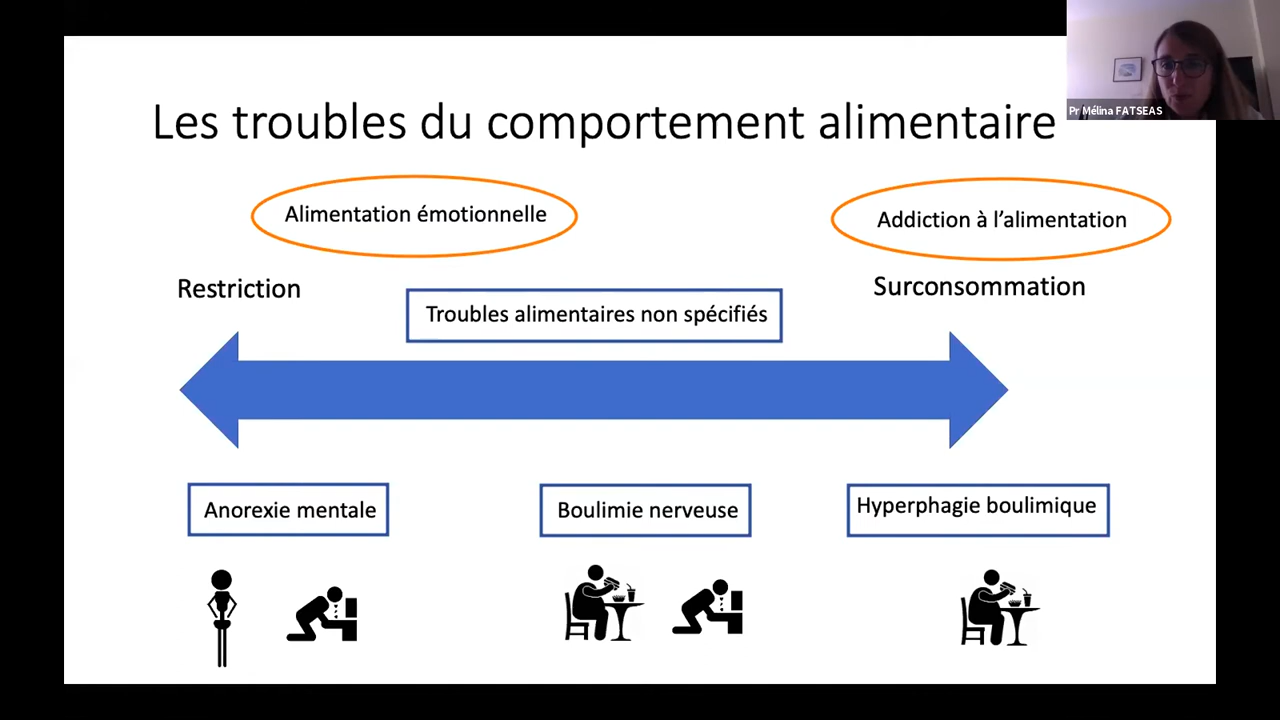 Pr Mélina FATSEAS
Les troubles du comportement alimentaire
Alimentation émotionnelle
Addiction à l’alimentation
Restriction
Surconsommation
Troubles alimentaires non spécifiés
Anorexie mentale
Boulimie nerveuse
Hyperphagie boulimique